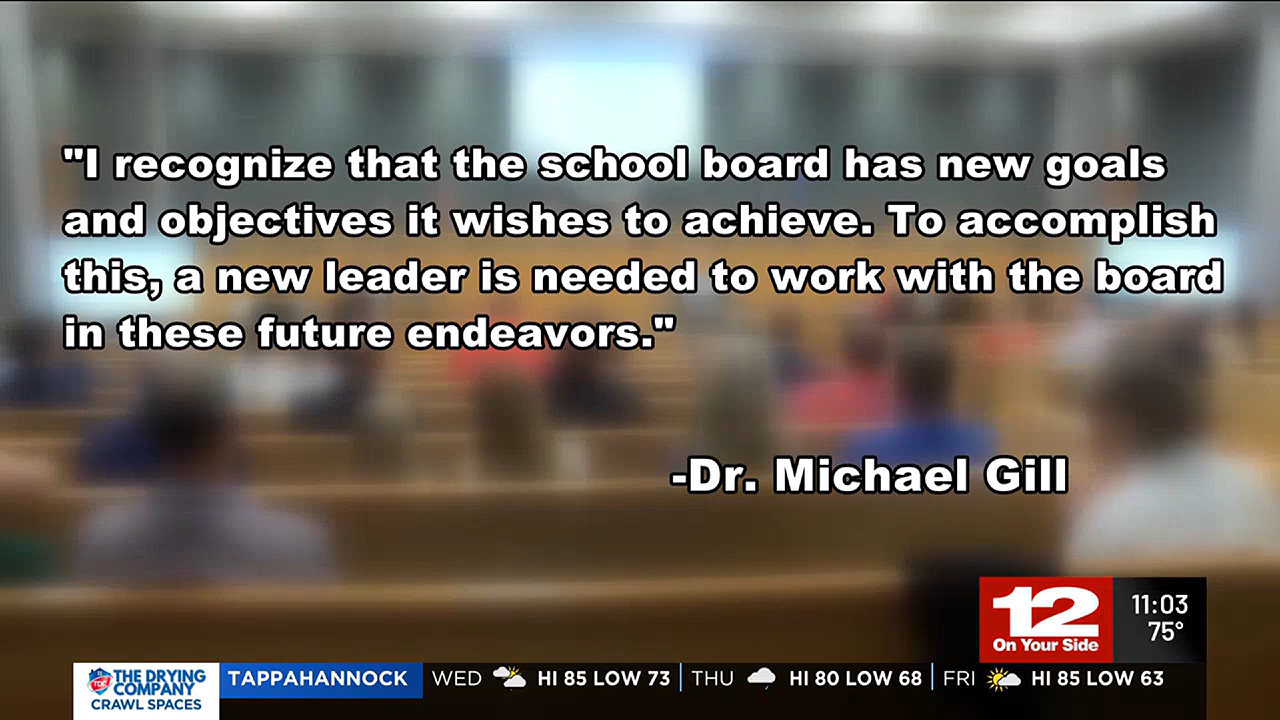 "I recognize that the school board has new goals
and objectives it wishes to achieve. To accomplish
this, a new leader is needed to work with the board
in these future endeavors."
-Dr. Michael Gill
12
On Your Side
11:03
75°
THE DRYING
COMPANY
CRAWL SPACES
TAPPAHANNOCK
WED HI 85 LOW 73 THU HI 80 LOW 68 FRI HI 85 LOW 63